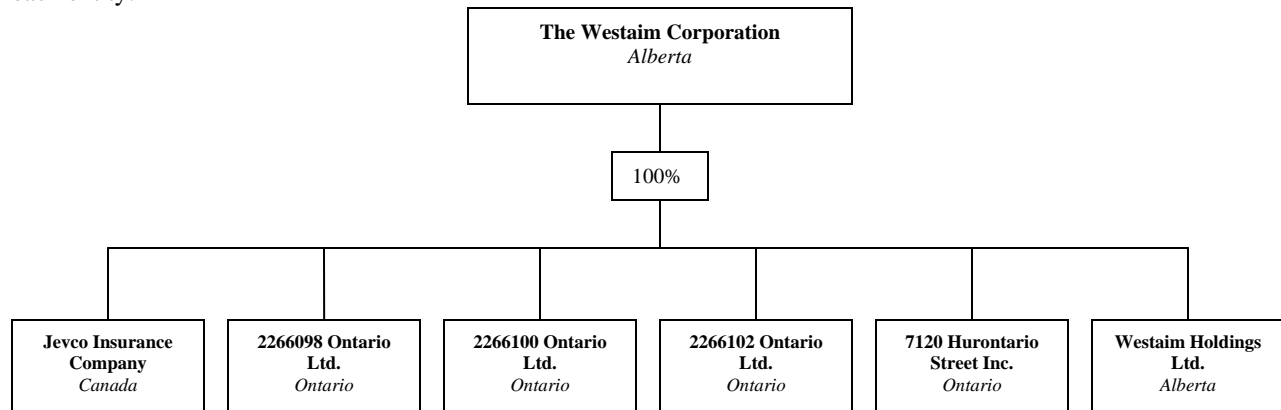 The Westaim Corporation
Alberta
100%
Jevco Insurance
Company
Canada
2266098 Ontario
Ltd.
Ontario
2266100 Ontario
Ltd.
Ontario
2266102 Ontario
Ltd.
Ontario
7120 Hurontario
Street Inc.
Ontario
Westaim Holdings
Ltd.
Alberta